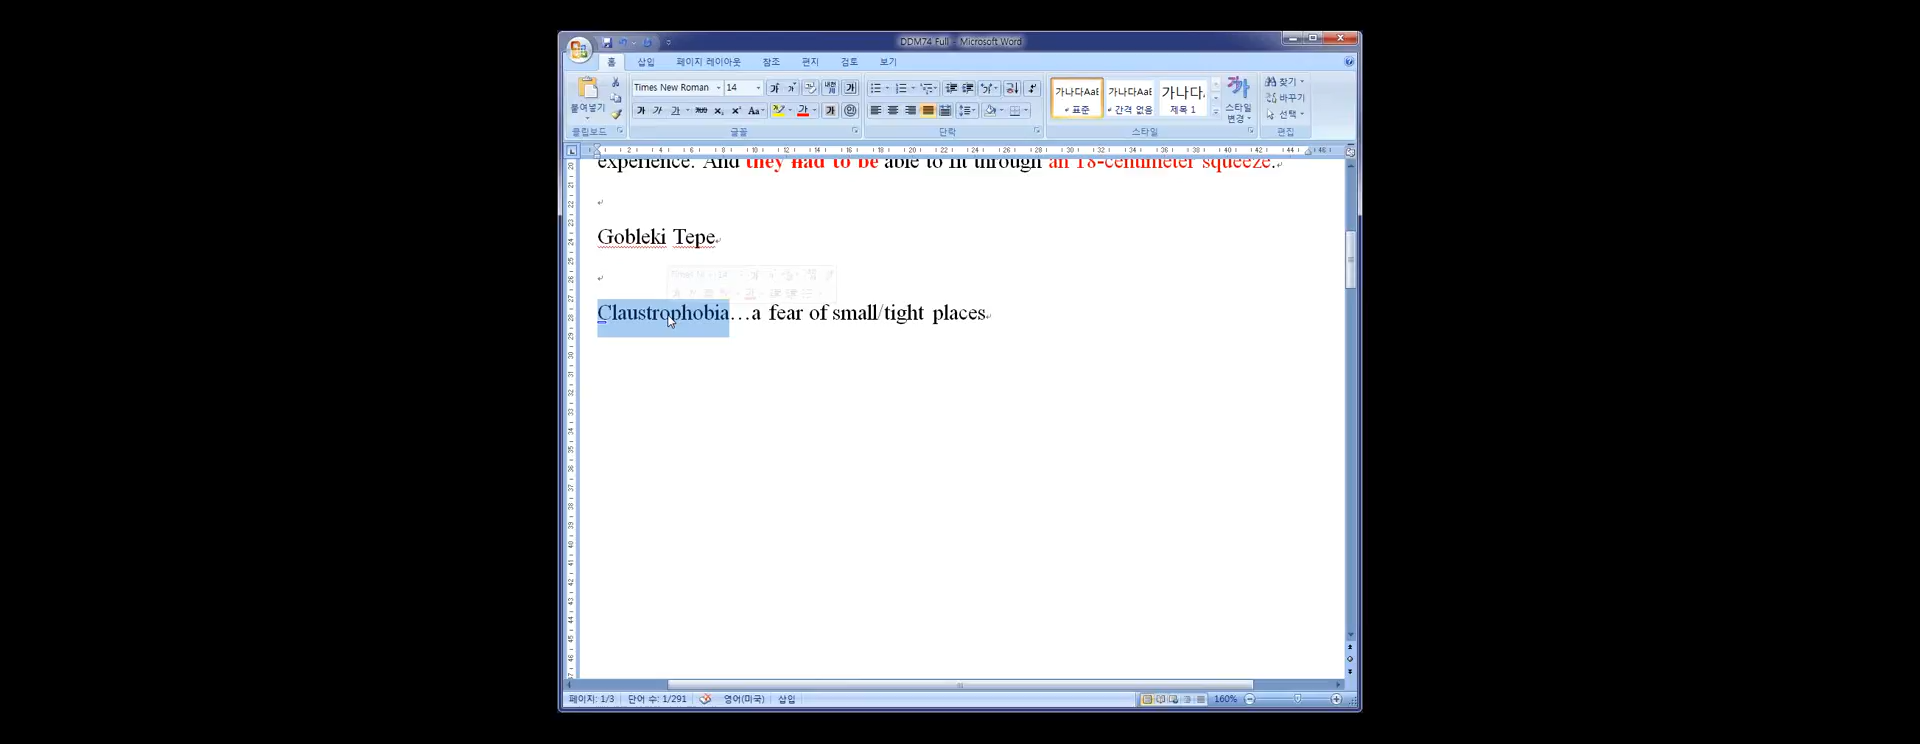 DDM74 Full - Microsoft Word
홈 삽입 페이지 레이아웃 참조 편지 검토 보기
Times New Roman 14
가나다AaE 가나다AaE 가나다
표준 간격 없음 제목 1
붙여넣기
스타일
변경
찾기
바꾸기
선택
클립보드 글꼴 단락 스타일 편집
experience. And they had to be able to fit through an 18-centimeter squeeze.
Gobleki Tepe
Claustrophobia…a fear of small/tight places
페이지: 1/3 단어 수: 1/291 영어(미국) 삽입 160%